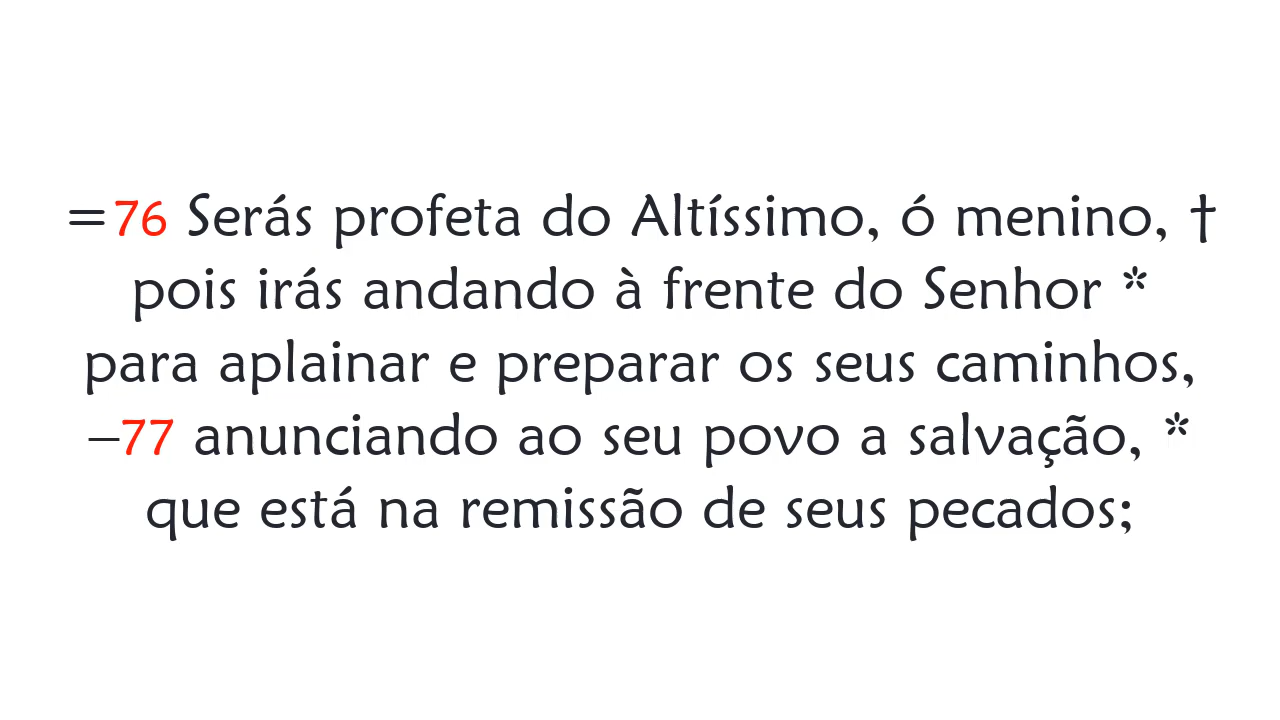 =76 Serás profeta do Altíssimo, ó menino, †
pois irás andando à frente do Senhor *
para aplainar e preparar os seus caminhos,
–77 anunciando ao seu povo a salvação, *
que está na remissão de seus pecados;